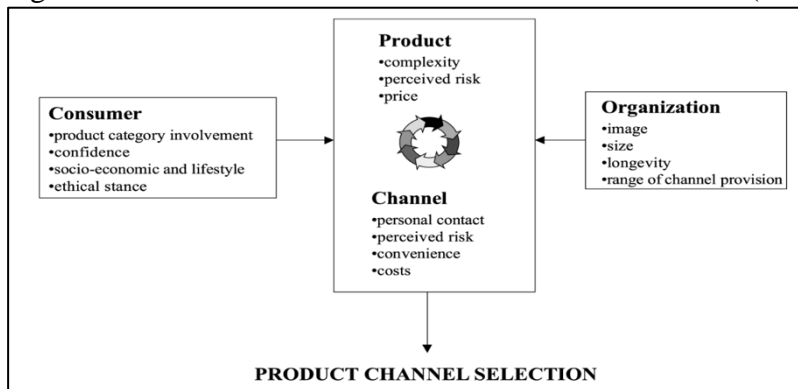 Product
•complexity
•perceived risk
•price
Consumer
•product category involvement
•confidence
•socio-economic and lifestyle
•ethical stance
Organization
•image
•size
•longevity
•range of channel provision
Channel
•personal contact
•perceived risk
•convenience
•costs
PRODUCT CHANNEL SELECTION